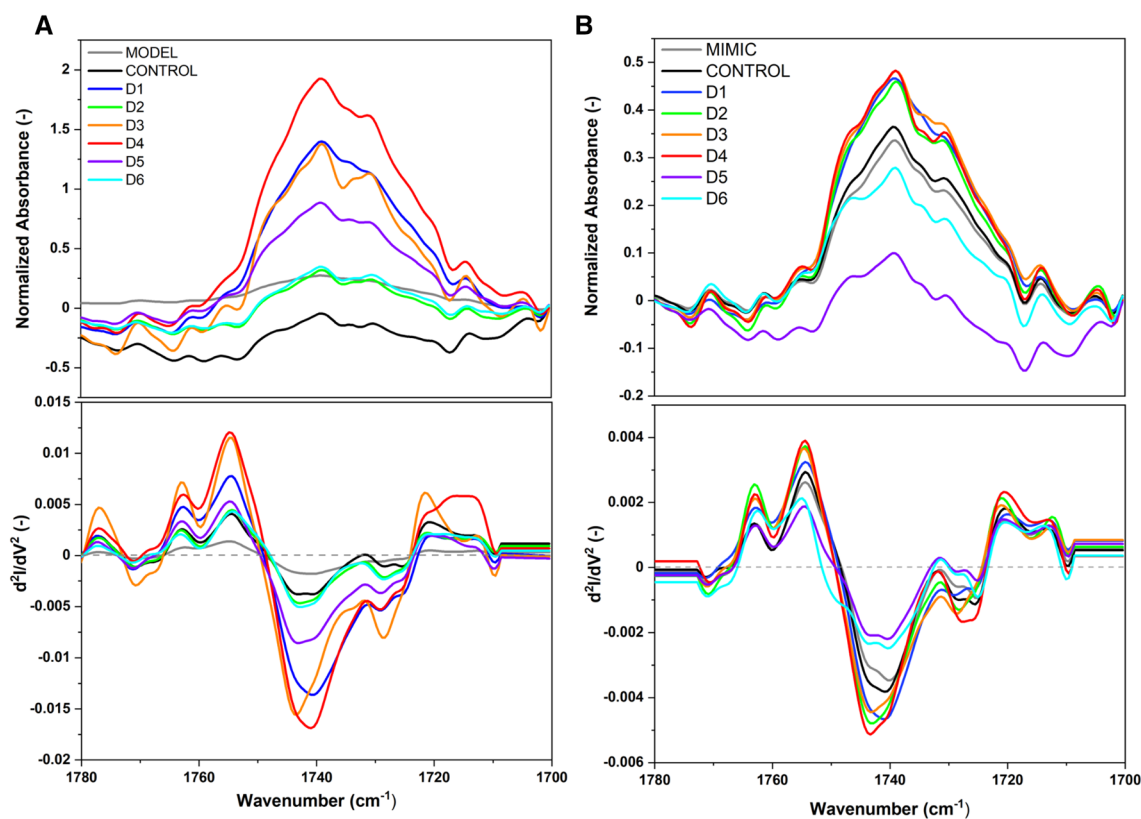 A
MODEL
CONTROL
D1
D2
D3
D4
D5
D6
Normalized Absorbance (-)
2
1.5
1
0.5
0
-0.5
0.015
0.01
0.005
0
-0.005
-0.01
-0.015
-0.02
d²I/dV² (-)
1780 1760 1740 1720 1700
Wavenumber (cm⁻¹)
B
MIMIC
CONTROL
D1
D2
D3
D4
D5
D6
Normalized Absorbance (-)
0.5
0.4
0.3
0.2
0.1
0
-0.1
-0.2
0.004
0.002
0
-0.002
-0.004
-0.006
d²I/dV² (-)
1780 1760 1740 1720 1700
Wavenumber (cm⁻¹)